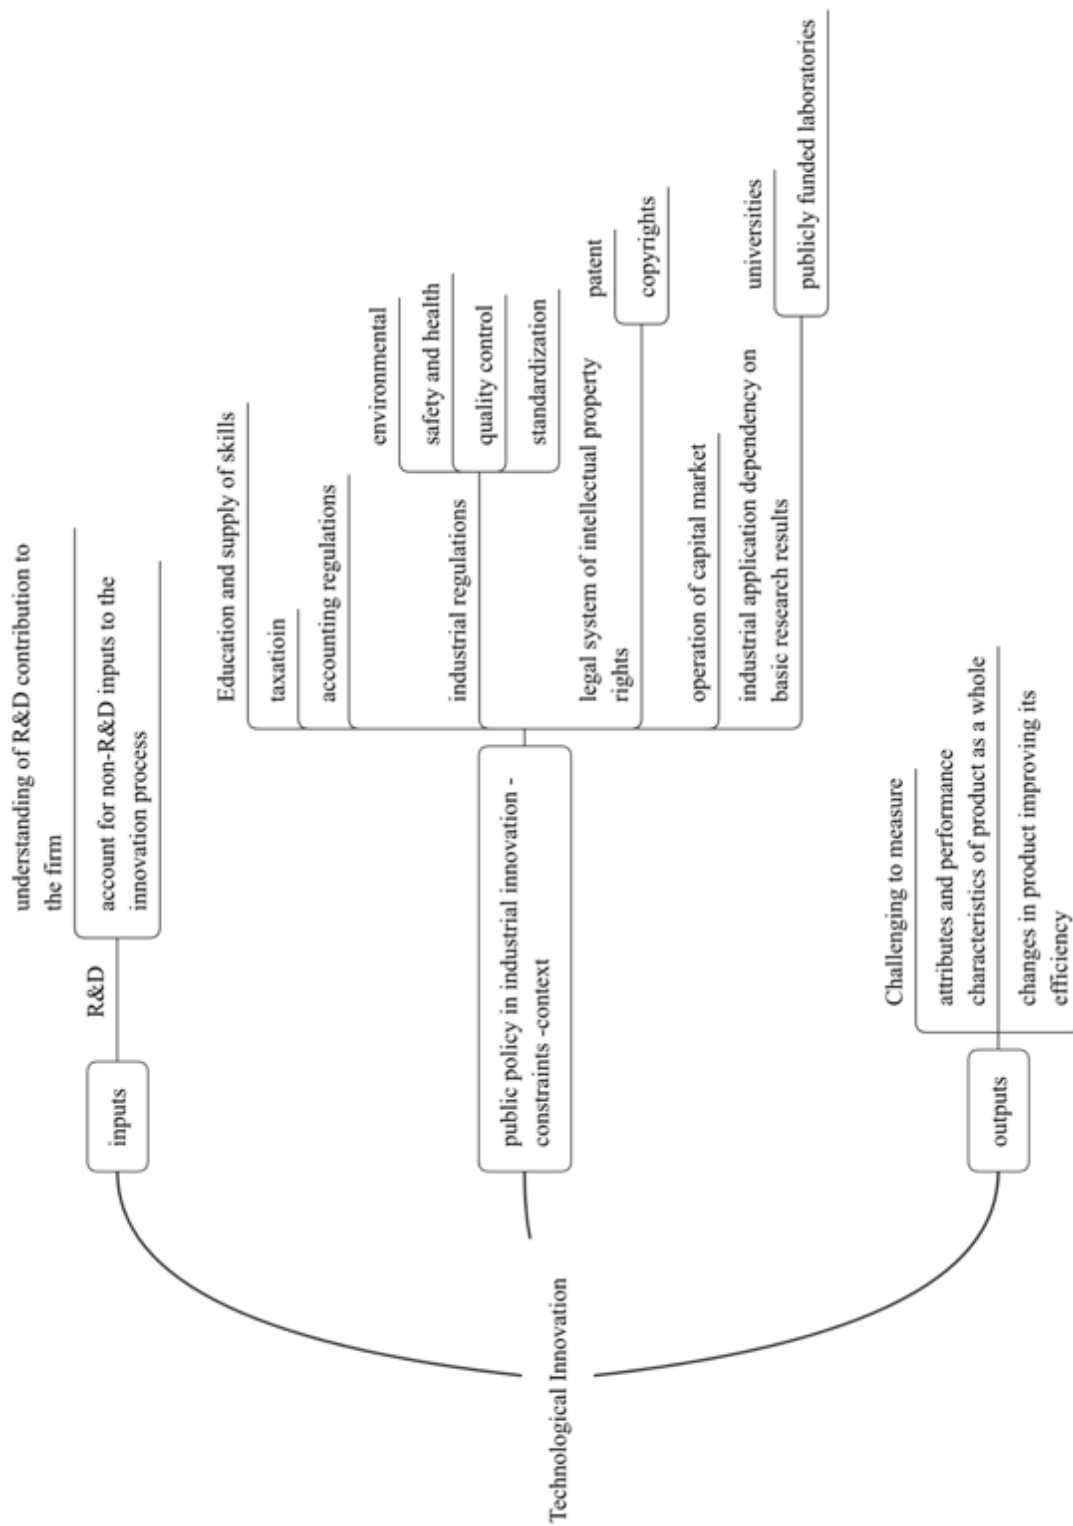 Technological Innovation
inputs
R&D
understanding of R&D contribution to
the firm
account for non-R&D inputs to the
innovation process
public policy in industrial innovation -
constraints -context
Education and supply of skills
taxatioin
accounting regulations
industrial regulations
environmental
safety and health
quality control
standardization
legal system of intellectual property
rights
patent
copyrights
operation of capital market
industrial application dependency on
basic research results
universities
publicly funded laboratories
outputs
Challenging to measure
attributes and performance
characteristics of product as a whole
changes in product improving its
efficiency